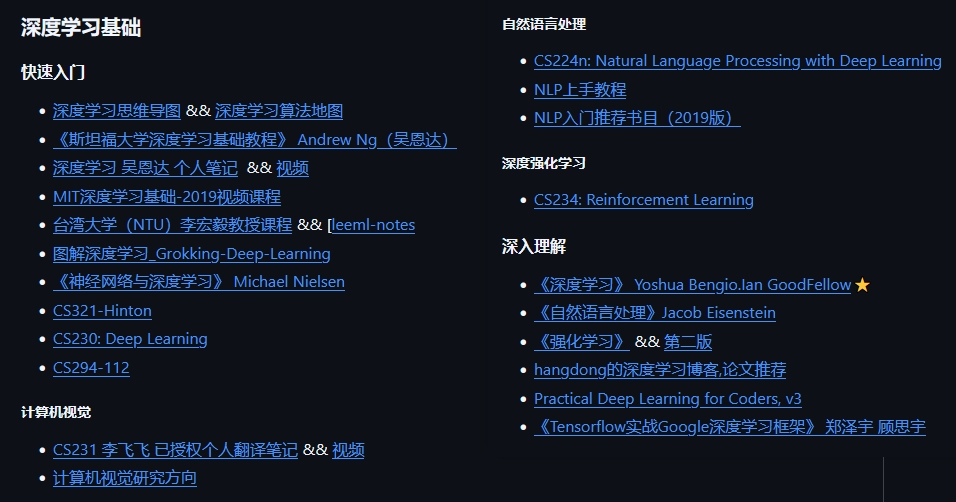 深度学习基础
快速入门
深度学习思维导图 && 深度学习算法地图
《斯坦福大学深度学习基础教程》 Andrew Ng（吴恩达）
深度学习 吴恩达 个人笔记 && 视频
MIT深度学习基础-2019视频课程
台湾大学（NTU）李宏毅教授课程 && [leeml-notes
图解深度学习_Grokking-Deep-Learning
《神经网络与深度学习》 Michael Nielsen
CS321-Hinton
CS230: Deep Learning
CS294-112
计算机视觉
CS231 李飞飞 已授权个人翻译笔记 && 视频
计算机视觉研究方向
自然语言处理
CS224n: Natural Language Processing with Deep Learning
NLP上手教程
NLP入门推荐书目（2019版）
深度强化学习
CS234: Reinforcement Learning
深入理解
《深度学习》 Yoshua Bengio.Ian GoodFellow
《自然语言处理》Jacob Eisenstein
《强化学习》 && 第二版
hangdong的深度学习博客,论文推荐
Practical Deep Learning for Coders, v3
《Tensorflow实战Google深度学习框架》 郑泽宇 顾思宇